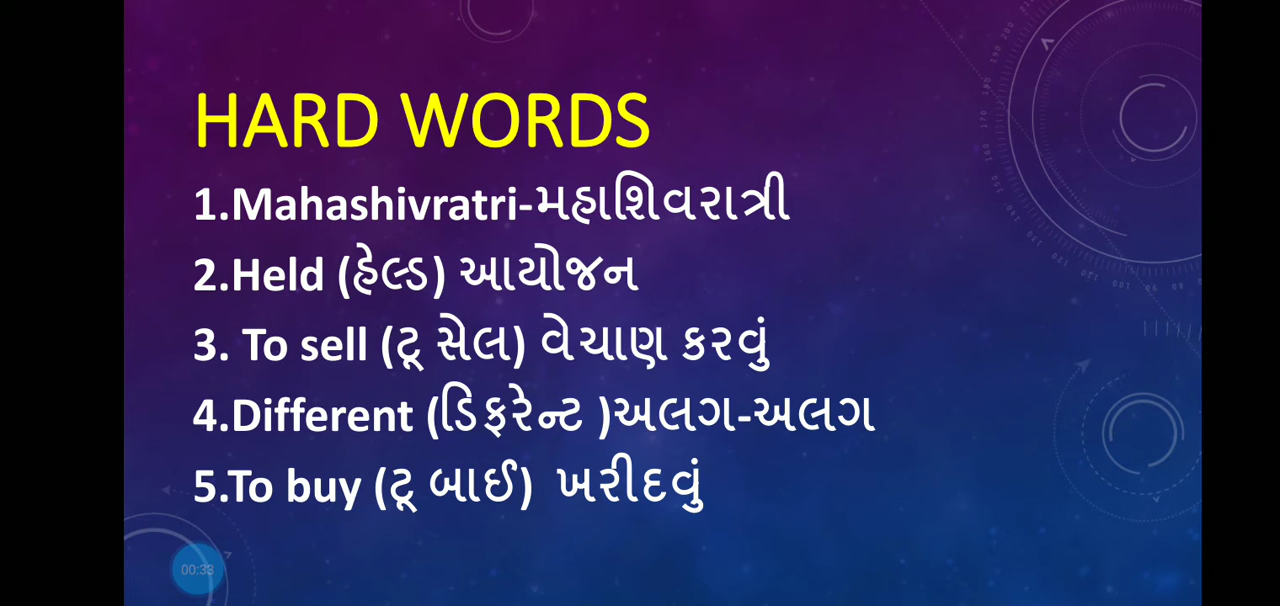 HARD WORDS
1.Mahashivratri-મહાશિવરાત્રી
2.Held (હેલ્ડ) આયોજન
3. To sell (ટૂ સેલ) વેચાણ કરવું
4.Different (ડિફરેન્ટ )અલગ-અલગ
5.To buy (ટૂ બાઈ) ખરીદવું
00:33